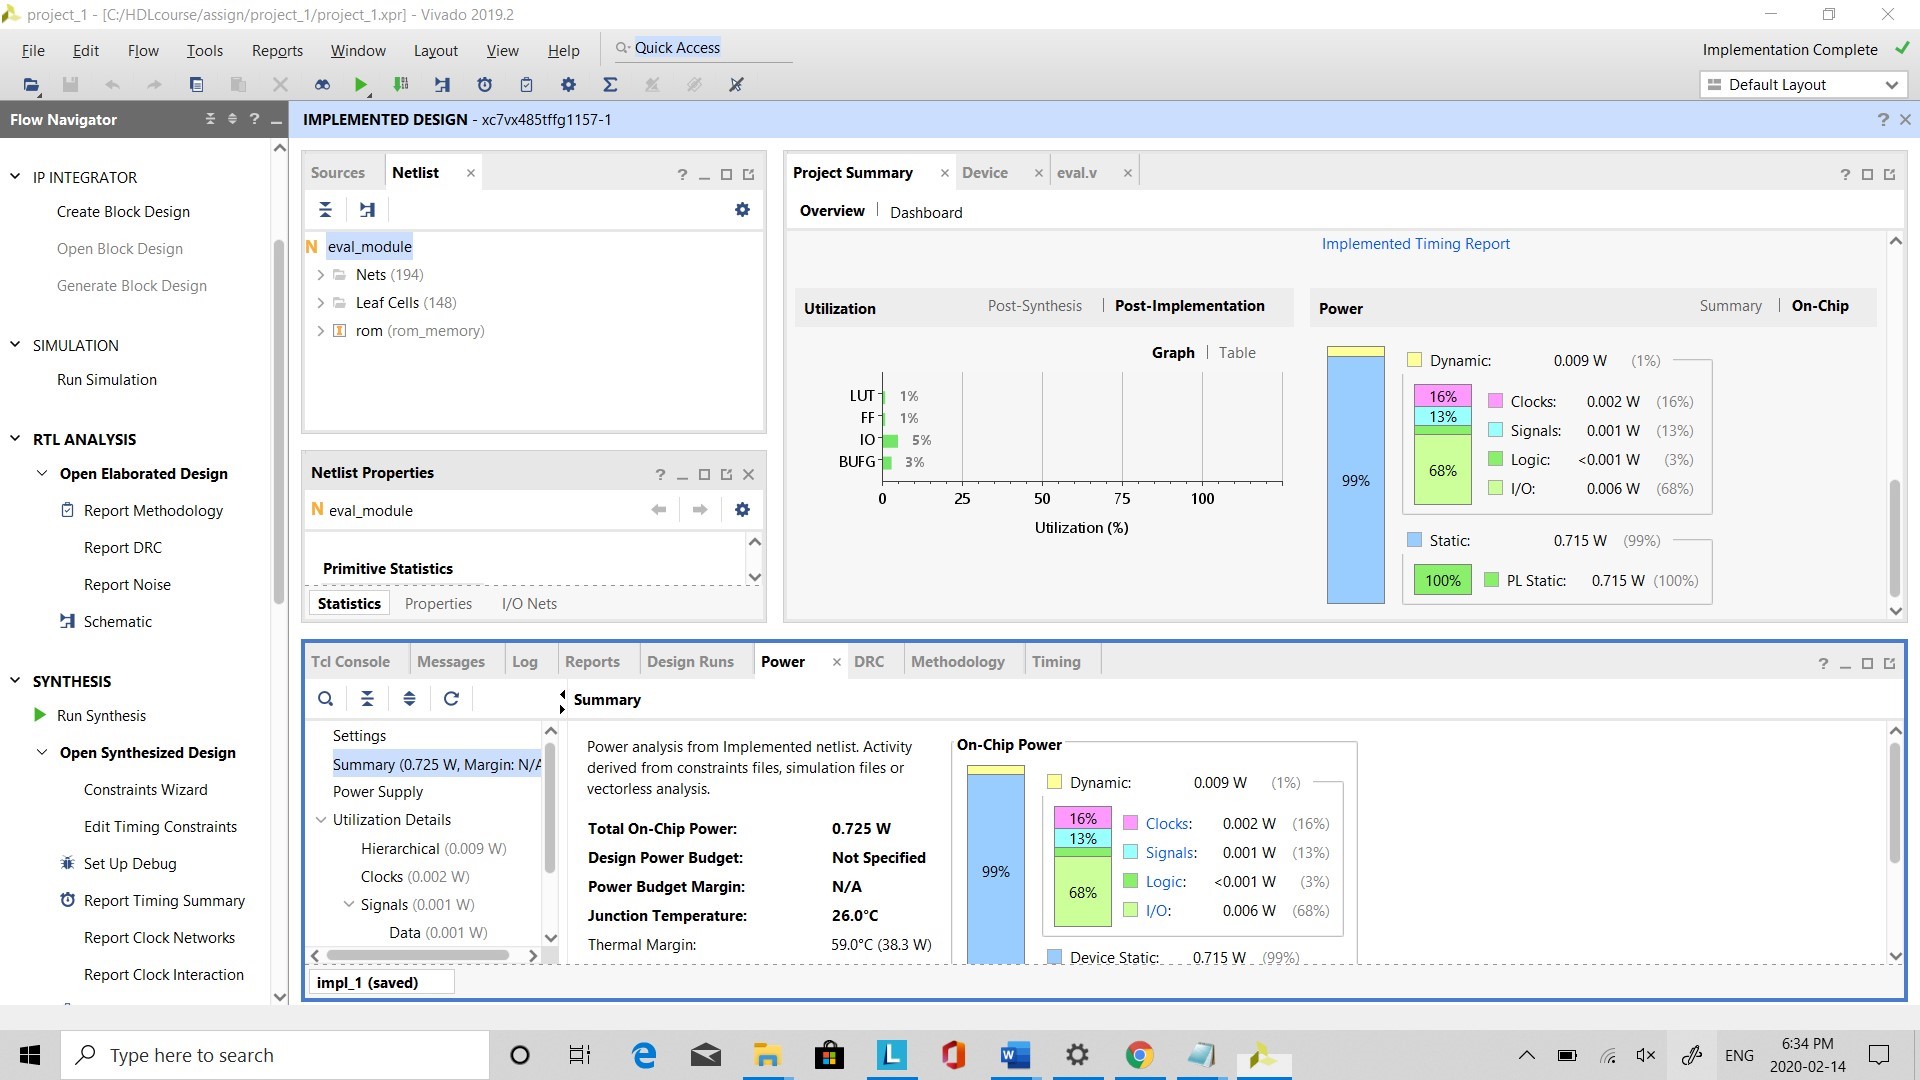 project_1 - [C:/HDLcourse/assign/project_1/project_1.xpr] - Vivado 2019.2
File Edit Flow Tools Reports Window Layout View Help Quick Access
Implementation Complete
Default Layout
Flow Navigator
IMPLEMENTED DESIGN - xc7vx485tffg1157-1
IP INTEGRATOR
Create Block Design
Open Block Design
Generate Block Design
SIMULATION
Run Simulation
RTL ANALYSIS
Open Elaborated Design
Report Methodology
Report DRC
Report Noise
Schematic
SYNTHESIS
Run Synthesis
Open Synthesized Design
Constraints Wizard
Edit Timing Constraints
Set Up Debug
Report Timing Summary
Report Clock Networks
Report Clock Interaction
Sources Netlist
N eval_module
Nets (194)
Leaf Cells (148)
rom (rom_memory)
Netlist Properties
N eval_module
Primitive Statistics
Statistics Properties I/O Nets
Project Summary Device eval.v
Overview Dashboard
Implemented Timing Report
Utilization Post-Synthesis Post-Implementation
Graph Table
LUT 1%
FF 1%
IO 5%
BUFG 3%
0 25 50 75 100
Utilization (%)
Power Summary On-Chip
99%
Dynamic: 0.009 W (1%)
16% Clocks: 0.002 W (16%)
13% Signals: 0.001 W (13%)
Logic: <0.001 W (3%)
68% I/O: 0.006 W (68%)
Static: 0.715 W (99%)
100% PL Static: 0.715 W (100%)
Tcl Console Messages Log Reports Design Runs Power DRC Methodology Timing
Summary
Settings
Summary (0.725 W, Margin: N/A
Power Supply
Utilization Details
Hierarchical (0.009 W)
Clocks (0.002 W)
Signals (0.001 W)
Data (0.001 W)
Power analysis from Implemented netlist. Activity
derived from constraints files, simulation files or
vectorless analysis.
Total On-Chip Power: 0.725 W
Design Power Budget: Not Specified
Power Budget Margin: N/A
Junction Temperature: 26.0°C
Thermal Margin: 59.0°C (38.3 W)
On-Chip Power
99%
Dynamic: 0.009 W (1%)
16% Clocks: 0.002 W (16%)
13% Signals: 0.001 W (13%)
Logic: <0.001 W (3%)
68% I/O: 0.006 W (68%)
Device Static: 0.715 W (99%)
impl_1 (saved)
Type here to search
ENG
6:34 PM
2020-02-14